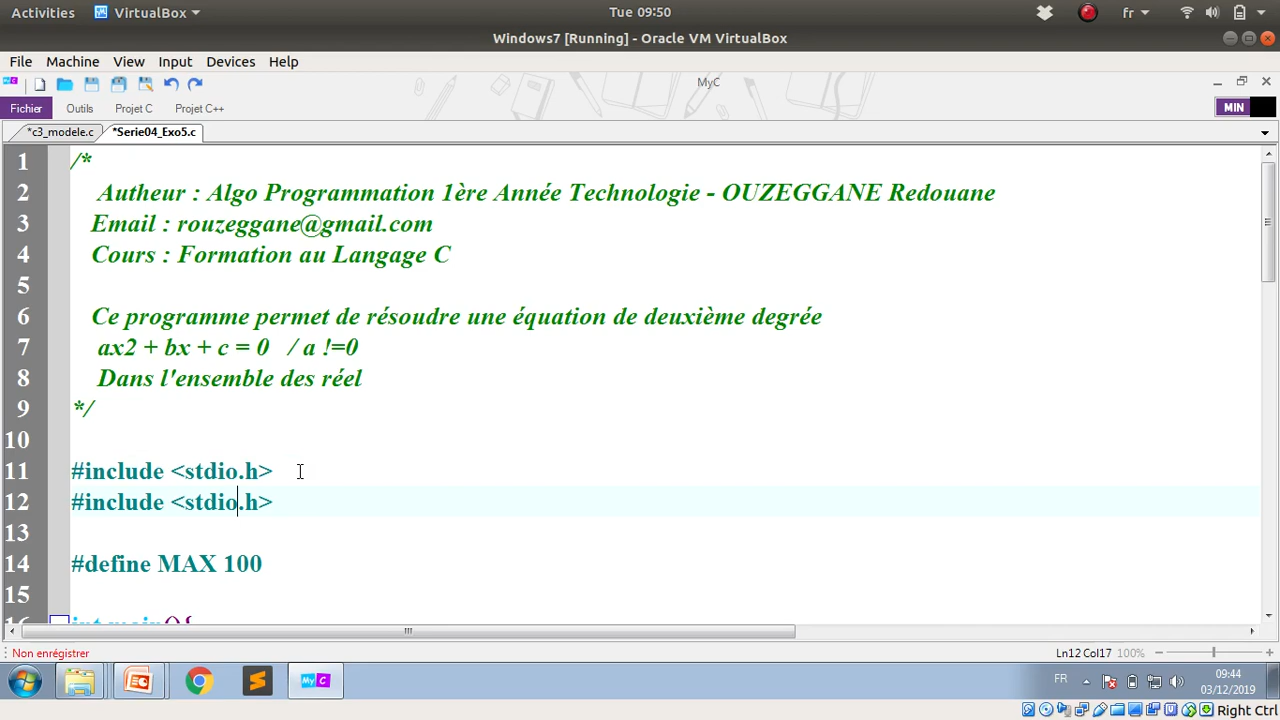 Activities VirtualBox Tue 09:50 fr
Windows7 [Running] - Oracle VM VirtualBox
File Machine View Input Devices Help
MyC
Fichier Outils Projet C Projet C++ MIN
*c3_modele.c *Serie04_Exo5.c
1 /*
2 Autheur : Algo Programmation 1ère Année Technologie - OUZEGGANE Redouane
3 Email : rouzeggane@gmail.com
4 Cours : Formation au Langage C
5
6 Ce programme permet de résoudre une équation de deuxième degrée
7 ax2 + bx + c = 0 / a !=0
8 Dans l'ensemble des réel
9 */
10
11 #include <stdio.h>
12 #include <stdio.h>
13
14 #define MAX 100
15
16 int main(){
Non enrégistrer Ln12 Col17 100%
FR 09:44
03/12/2019
Right Ctrl